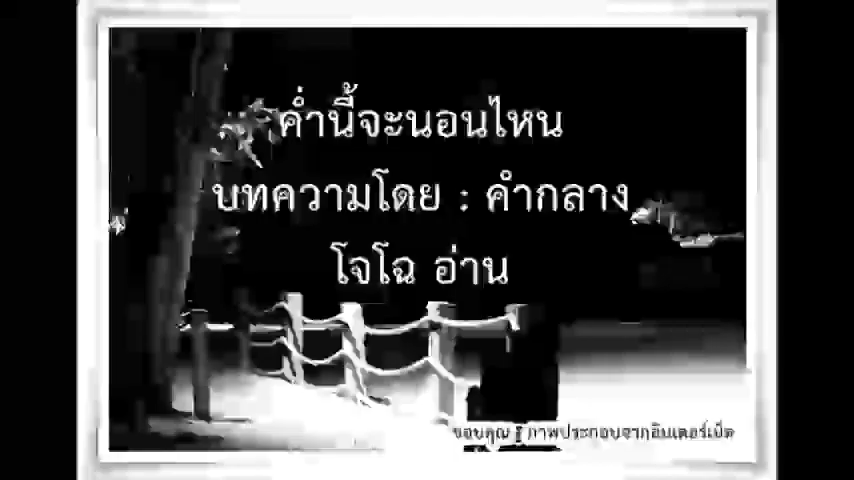 ค่ำนี้จะนอนไหน
บทความโดย : คำกลาง
โจโฉ อ่าน
ขอบคุณ : ภาพประกอบจากอินเตอร์เน็ต